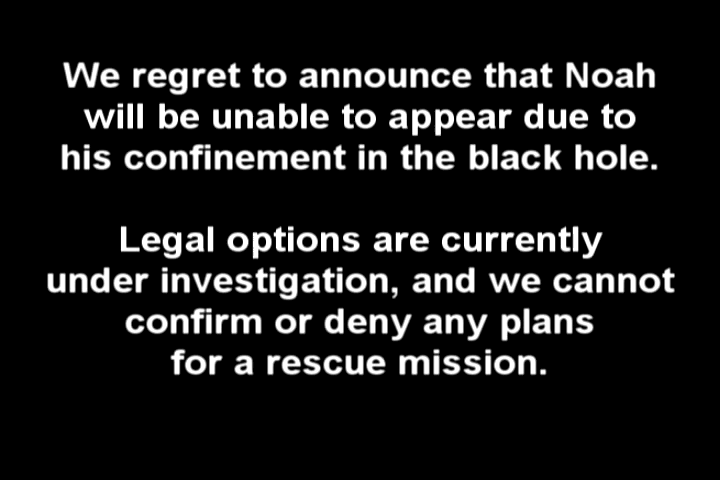 We regret to announce that Noah
will be unable to appear due to
his confinement in the black hole.
Legal options are currently
under investigation, and we cannot
confirm or deny any plans
for a rescue mission.